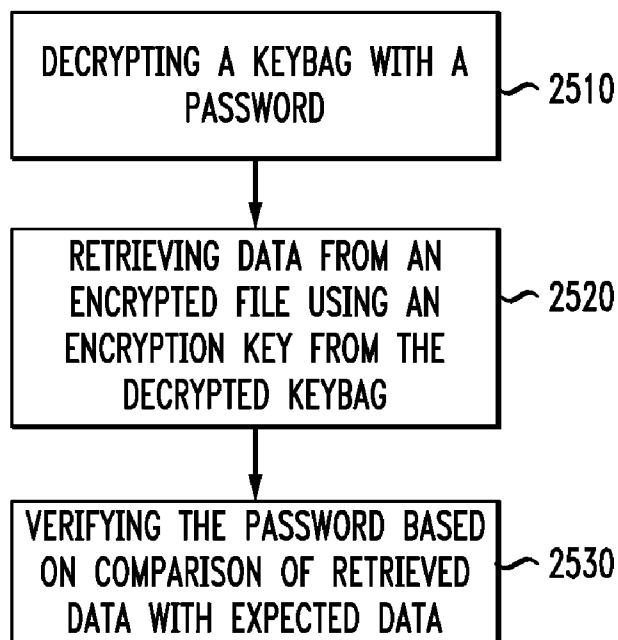 DECRYPTING A KEYBAG WITH A
PASSWORD
2510
RETRIEVING DATA FROM AN
ENCRYPTED FILE USING AN
ENCRYPTION KEY FROM THE
DECRYPTED KEYBAG
2520
VERIFYING THE PASSWORD BASED
ON COMPARISON OF RETRIEVED
DATA WITH EXPECTED DATA
2530